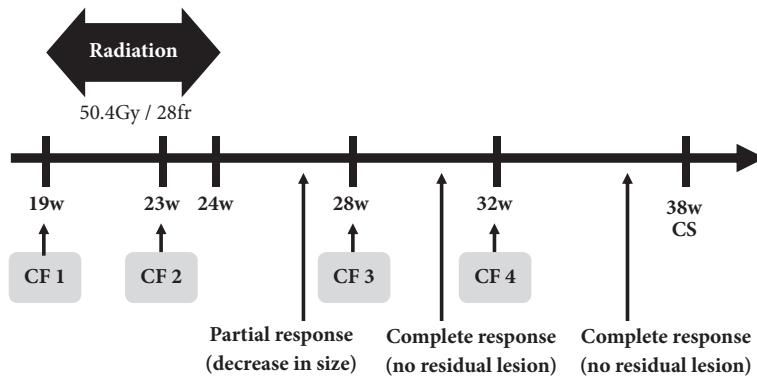 Radiation
50.4Gy / 28fr
19w
23w
24w
28w
32w
38w
CS
CF 1
CF 2
CF 3
CF 4
Partial response
(decrease in size)
Complete response
(no residual lesion)
Complete response
(no residual lesion)